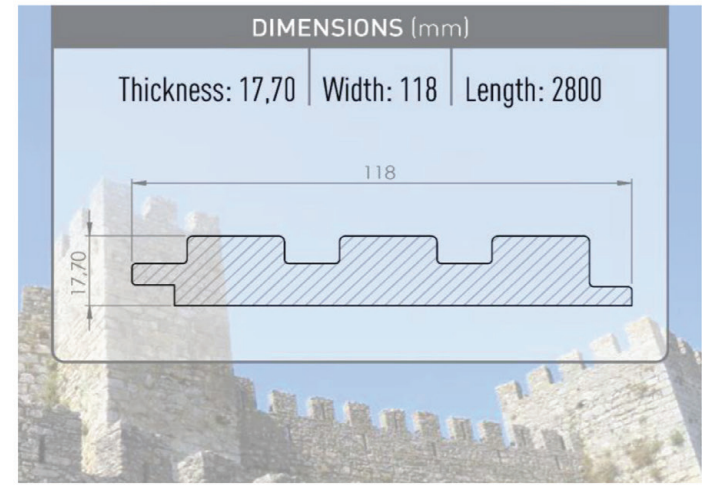 DIMENSIONS (mm)
Thickness: 17,70 | Width: 118 | Length: 2800
118
17,70